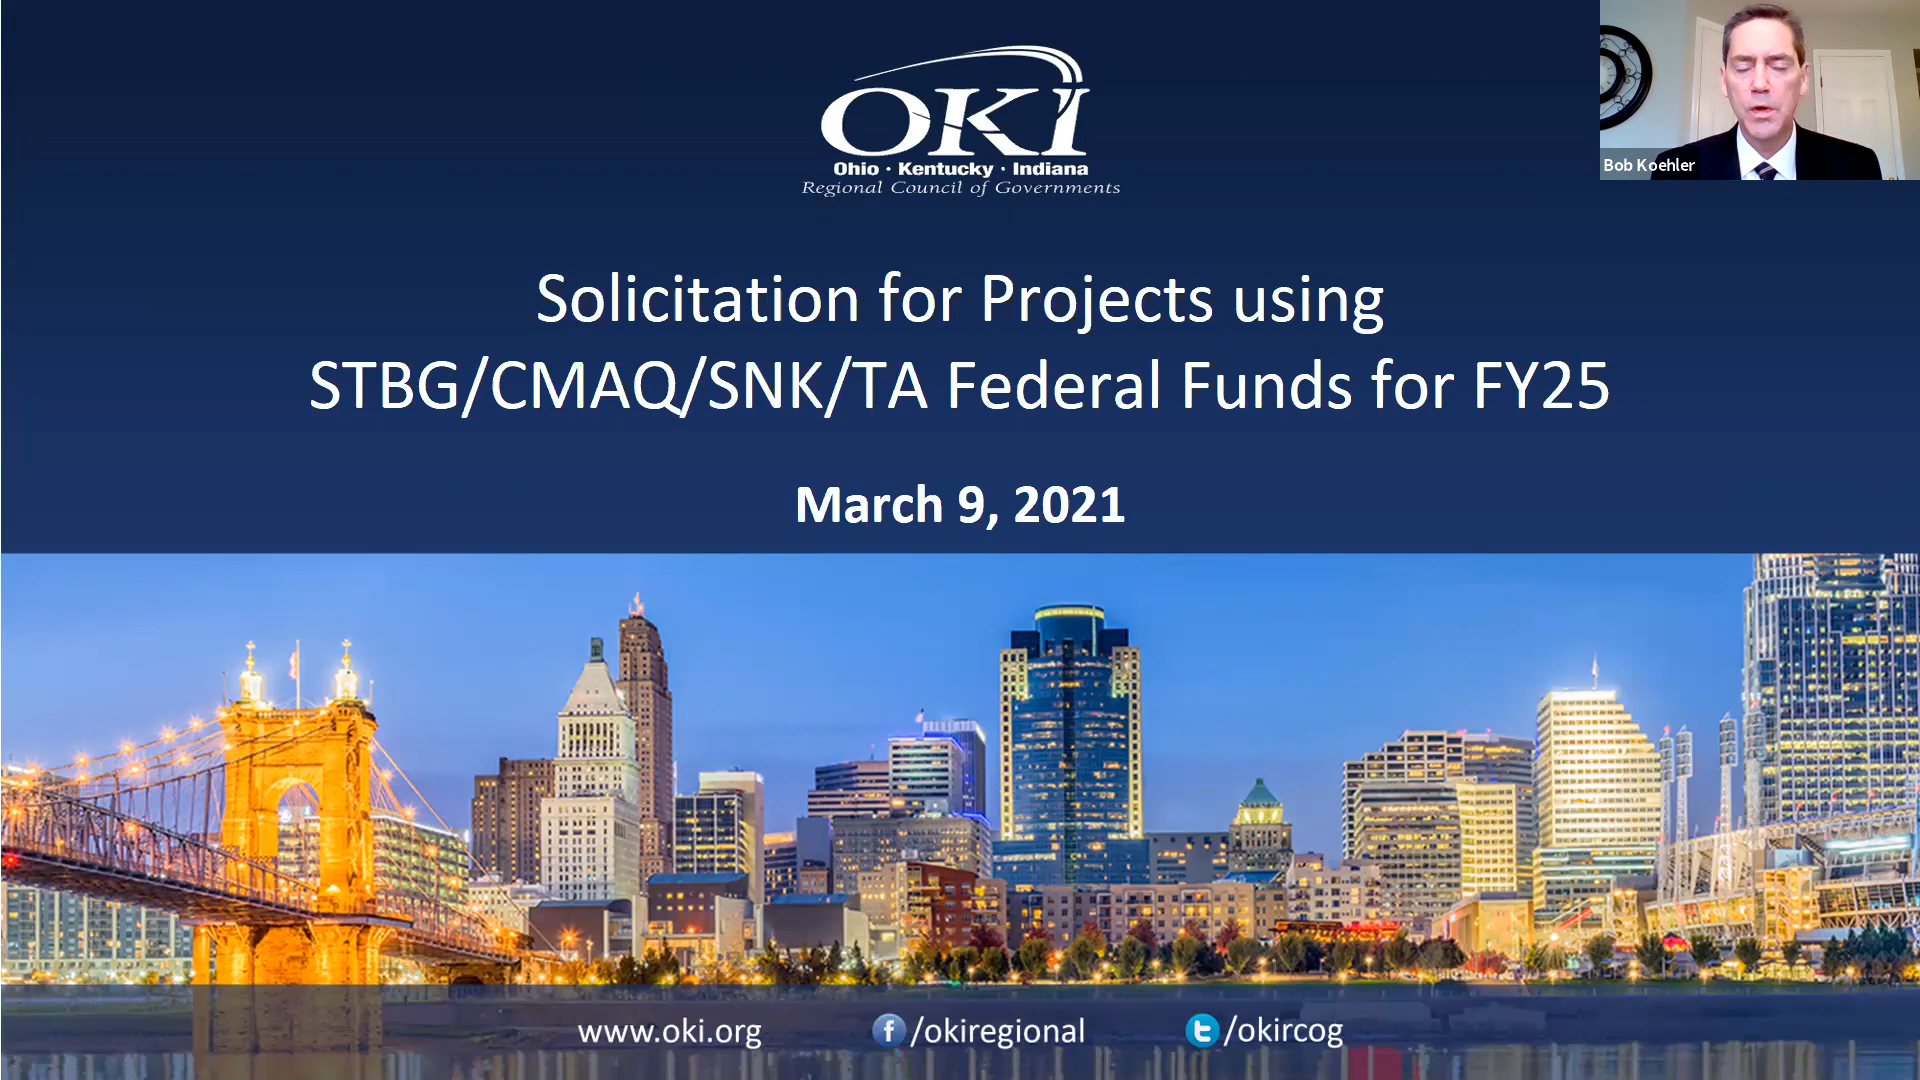 OKI
Ohio · Kentucky · Indiana
Regional Council of Governments
Bob Koehler
Solicitation for Projects using
STBG/CMAQ/SNK/TA Federal Funds for FY25
March 9, 2021
www.oki.org
/okiregional
/okircog